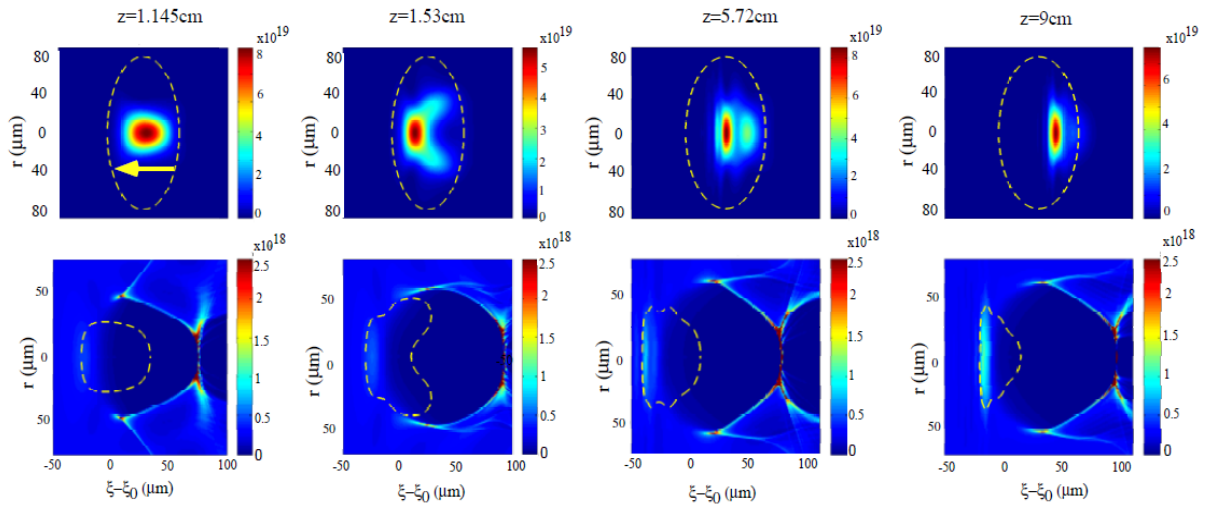 z=1.145cm z=1.53cm z=5.72cm z=9cm
x10^19 x10^19 x10^19 x10^19
r (μm) 80 40 0 40 80 8 6 4 2 0
r (μm) 80 40 0 40 80 5 4 3 2 1 0
r (μm) 80 40 0 40 80 8 6 4 2 0
r (μm) 80 40 0 40 80 7 6 5 4 3 2 1 0
x10^18 x10^18 x10^18 x10^18
r (μm) 50 0 50 2.5 2 1.5 1 0.5 0
r (μm) 50 0 50 2.5 2 1.5 1 0.5 0
r (μm) 50 0 50 2.5 2 1.5 1 0.5 0
r (μm) 50 0 50 2.5 2 1.5 1 0.5 0
-50 0 50 100 -50 0 50 100 -50 0 50 100 -50 0 50 100
ξ–ξ0 (μm) ξ–ξ0 (μm) ξ–ξ0 (μm) ξ–ξ0 (μm)